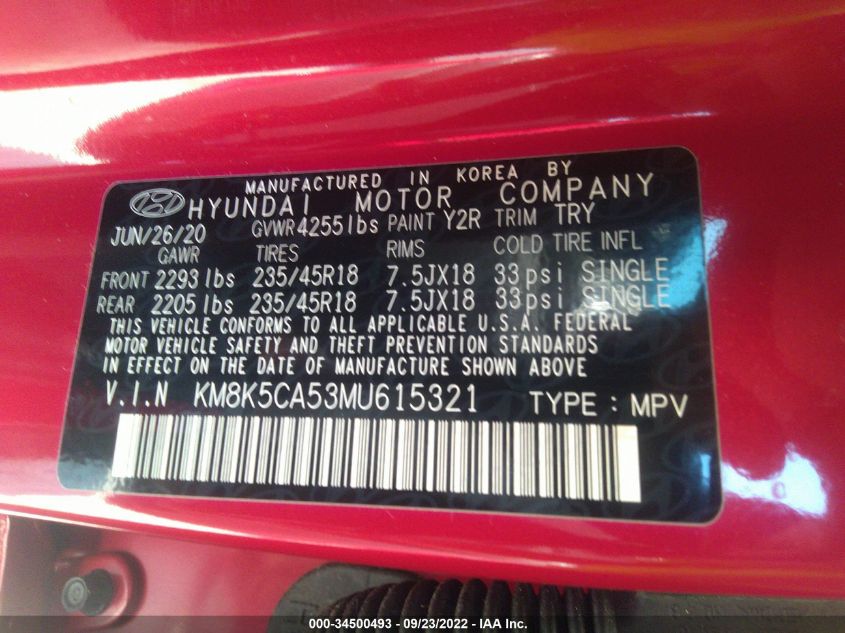 MANUFACTURED IN KOREA BY
HYUNDAI MOTOR COMPANY
JUN/26/20 GVWR 4255lbs PAINT Y2R TRIM TRY
GAWR TIRES RIMS COLD TIRE INFL
FRONT 2293 lbs 235/45R18 7.5JX18 33psi SINGLE
REAR 2205 lbs 235/45R18 7.5JX18 33psi SINGLE
THIS VEHICLE CONFORMS TO ALL APPLICABLE U.S.A. FEDERAL
MOTOR VEHICLE SAFETY AND THEFT PREVENTION STANDARDS
IN EFFECT ON THE DATE OF MANUFACTURE SHOWN ABOVE
V.I.N KM8K5CA53MU615321 TYPE : MPV
000-34500493 - 09/23/2022 - IAA Inc.